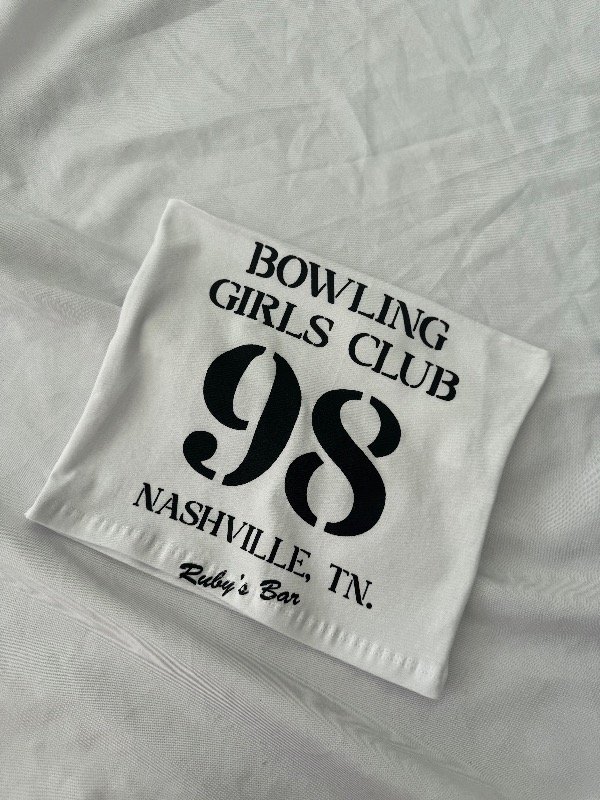 BOWLING
GIRLS CLUB
98
NASHVILLE, TN.
Ruby's Bar